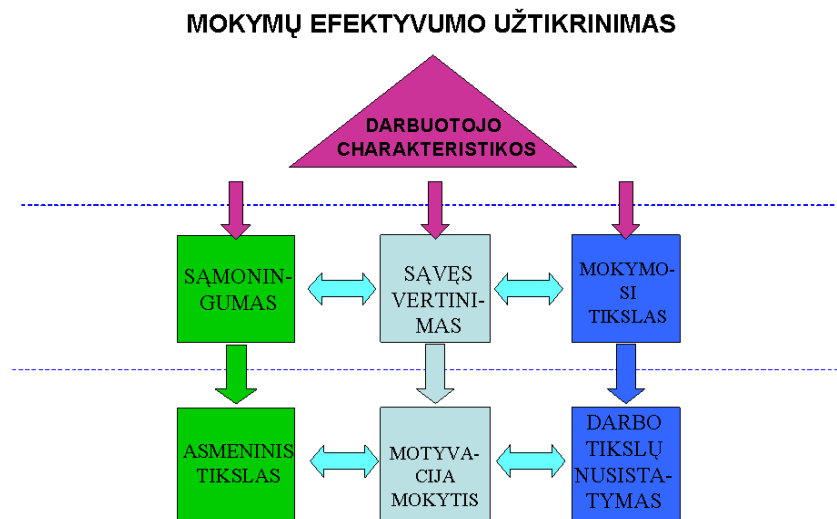 MOKYMŲ EFEKTYVUMO UŽTIKRINIMAS
DARBUOTOJO
CHARAKTERISTIKOS
SĄMONIN-
GUMAS
SĄVĘS
VERTINI-
MAS
MOKYMO-
SI
TIKSLAS
ASMENINIS
TIKSLAS
MOTYVA-
CIJA
MOKYTIS
DARBO
TIKSLŲ
NUSISTA-
TYMAS